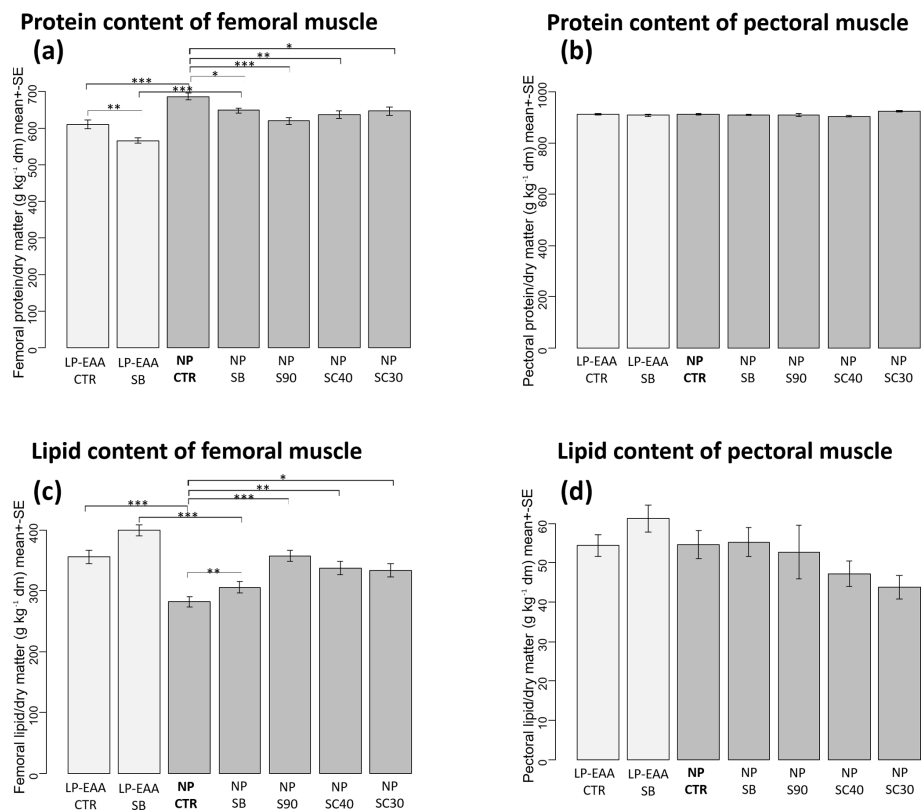 Protein content of femoral muscle
(a)
Femoral protein/dry matter (g kg⁻¹ dm) mean+-SE
0 100 200 300 400 500 600 700
***
**
***
*
***
**
*
LP-EAA LP-EAA NP NP NP NP NP
CTR SB CTR SB S90 SC40 SC30
Protein content of pectoral muscle
(b)
Pectoral protein/dry matter (g kg⁻¹ dm) mean+-SE
0 200 400 600 800 1000
LP-EAA LP-EAA NP NP NP NP NP
CTR SB CTR SB S90 SC40 SC30
Lipid content of femoral muscle
(c)
Femoral lipid/dry matter (g kg⁻¹ dm) mean+-SE
0 100 200 300 400
*
**
***
***
***
**
LP-EAA LP-EAA NP NP NP NP NP
CTR SB CTR SB S90 SC40 SC30
Lipid content of pectoral muscle
(d)
Pectoral lipid/dry matter (g kg⁻¹ dm) mean+-SE
0 10 20 30 40 50 60
LP-EAA LP-EAA NP NP NP NP NP
CTR SB CTR SB S90 SC40 SC30